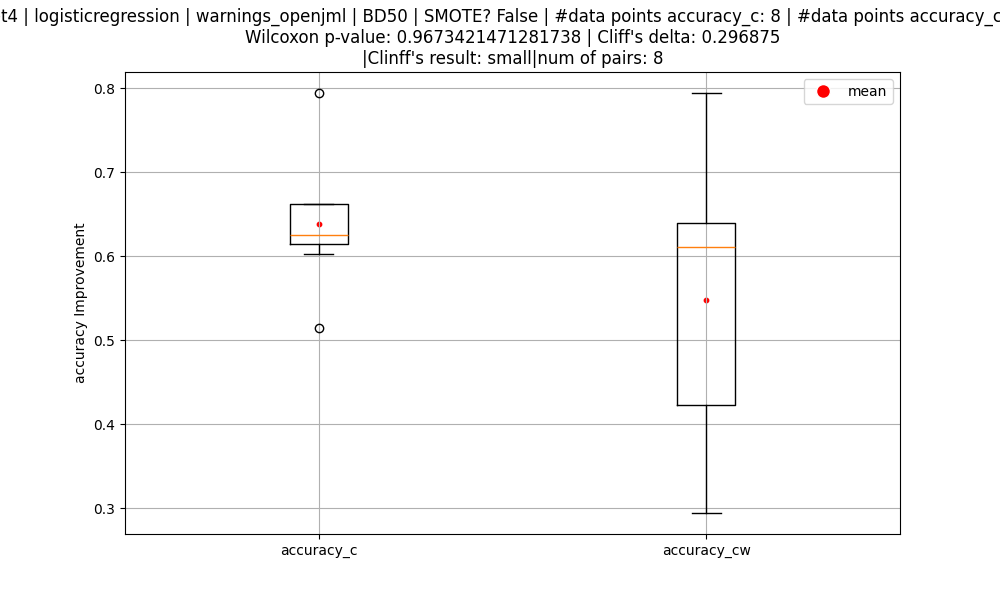 t4 | logisticregression | warnings_openjml | BD50 | SMOTE? False | #data points accuracy_c: 8 | #data points accuracy_c
Wilcoxon p-value: 0.9673421471281738 | Cliff's delta: 0.296875
|Clinff's result: small|num of pairs: 8
mean
0.8
0.7
0.6
0.5
0.4
0.3
accuracy Improvement
accuracy_c
accuracy_cw